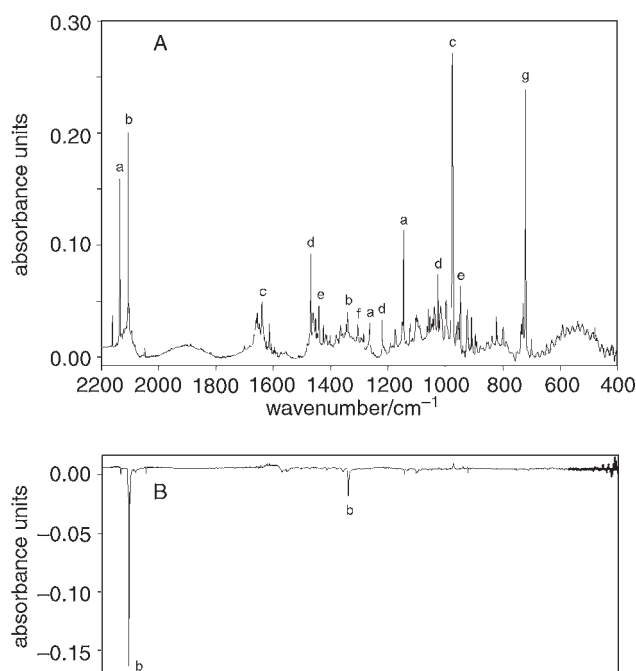 0.30
A
c
g
0.20
b
a
a
0.10
d
d
e
c
e
b
f
a
d
0.00
2200 2000 1800 1600 1400 1200 1000 800 600 400
wavenumber/cm⁻¹
absorbance units
0.00
B
b
−0.05
−0.10
−0.15
b
absorbance units